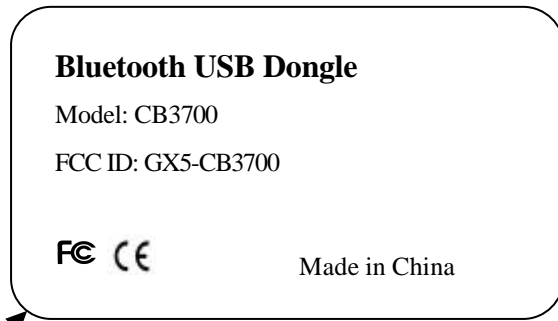 Bluetooth USB Dongle
Model: CB3700
FCC ID: GX5-CB3700
FC CE Made in China